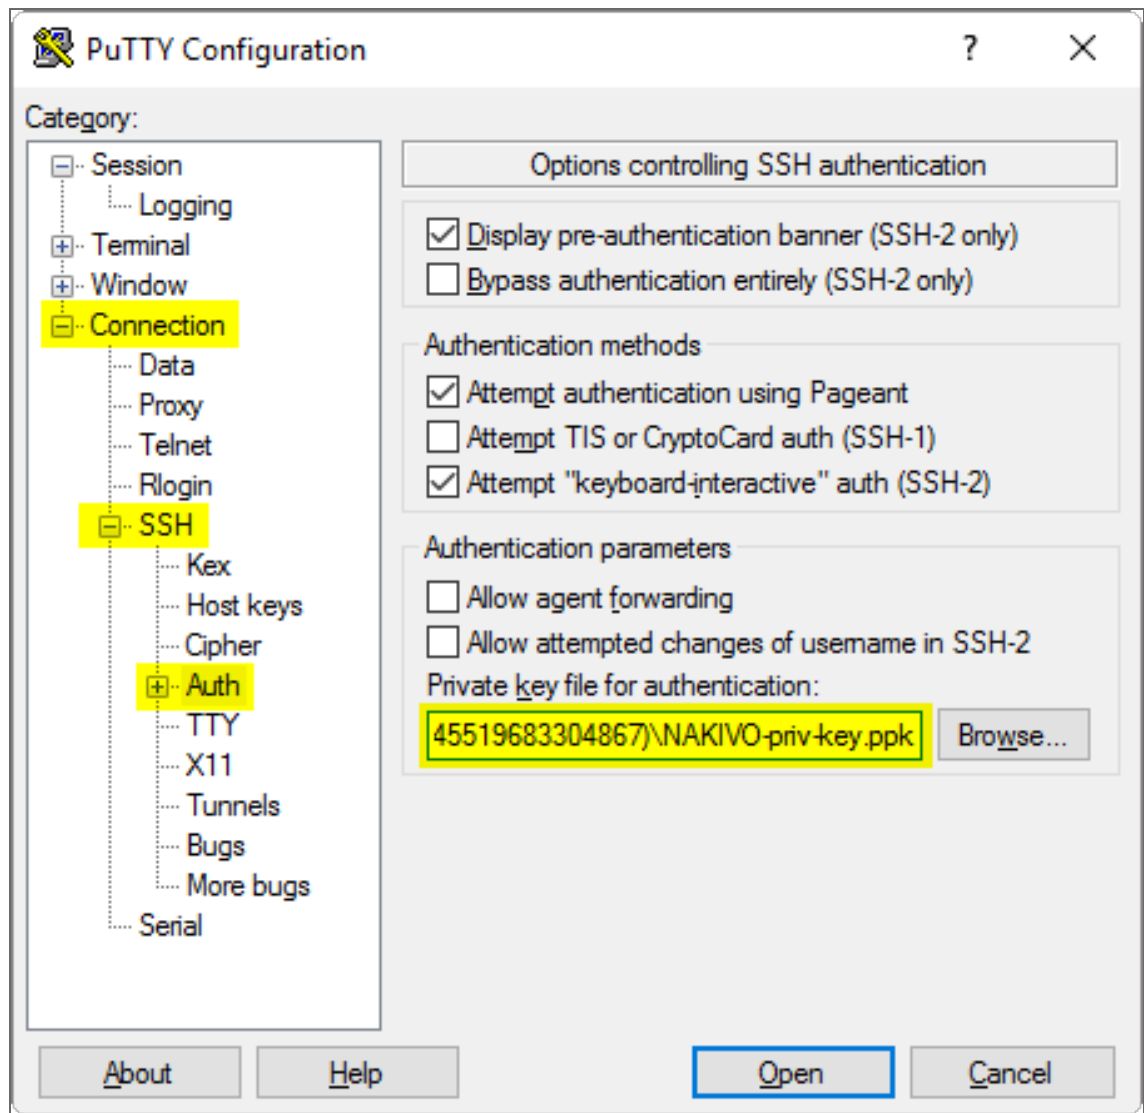 PuTTY Configuration
?
Category:
Session
Logging
Terminal
Window
Connection
Data
Proxy
Telnet
Rlogin
SSH
Kex
Host keys
Cipher
Auth
TTY
X11
Tunnels
Bugs
More bugs
Serial
Options controlling SSH authentication
Display pre-authentication banner (SSH-2 only)
Bypass authentication entirely (SSH-2 only)
Authentication methods
Attempt authentication using Pageant
Attempt TIS or CryptoCard auth (SSH-1)
Attempt "keyboard-interactive" auth (SSH-2)
Authentication parameters
Allow agent forwarding
Allow attempted changes of username in SSH-2
Private key file for authentication:
45519683304867)\NAKIVO-priv-key.ppk
Browse...
About
Help
Open
Cancel